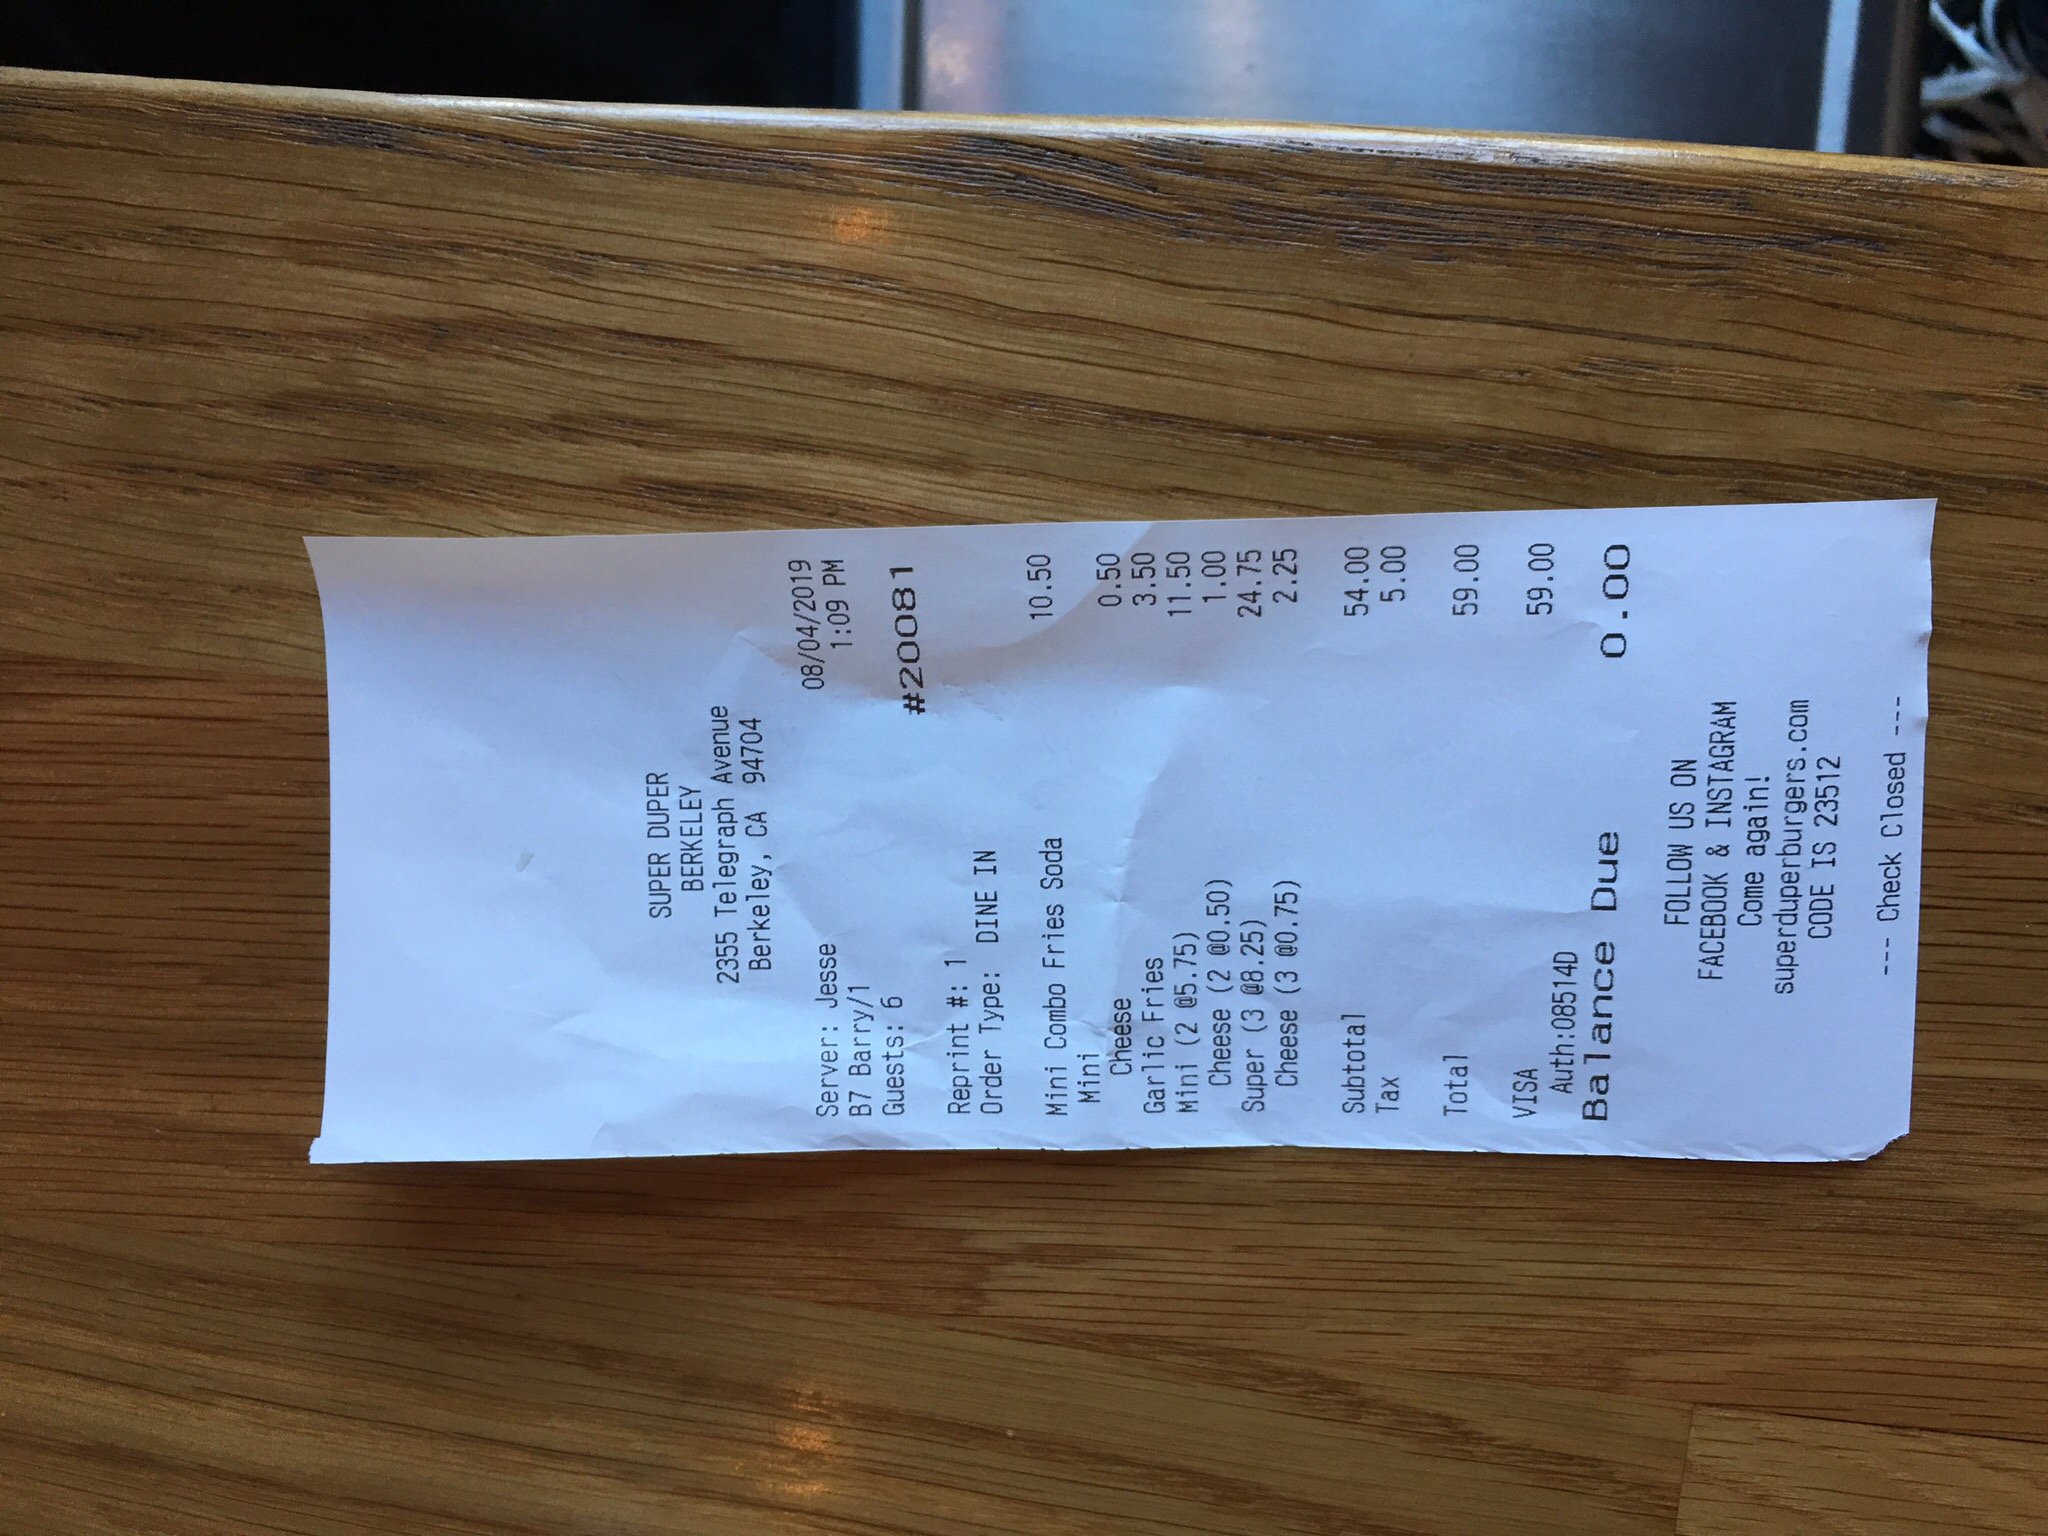 SUPER DUPER
BERKELEY
2355 Telegraph Avenue
Berkeley, CA 94704
08/04/2019
Server: Jesse 1:09 PM
B7 Barry/1
Guests: 6 #20081
Reprint #: 1
Order Type: DINE IN
Mini Combo Fries Soda 10.50
Mini
Cheese 0.50
Garlic Fries 3.50
Mini (2 @5.75) 11.50
Cheese (2 @0.50) 1.00
Super (3 @8.25) 24.75
Cheese (3 @0.75) 2.25
Subtotal 54.00
Tax 5.00
Total 59.00
VISA 59.00
Auth:08514D
Balance Due 0.00
FOLLOW US ON
FACEBOOK & INSTAGRAM
Come again!
superduperburgers.com
CODE IS 23512
--- Check Closed ---